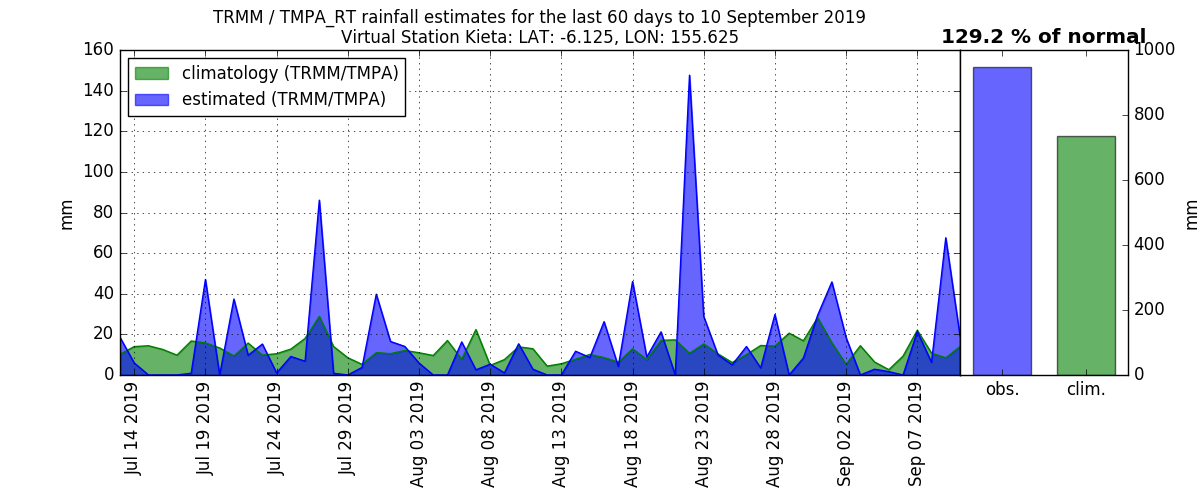 TRMM / TMPA_RT rainfall estimates for the last 60 days to 10 September 2019
Virtual Station Kieta: LAT: -6.125, LON: 155.625
129.2 % of normal
climatology (TRMM/TMPA)
estimated (TRMM/TMPA)
mm
160
140
120
100
80
60
40
20
0
Jul 14 2019
Jul 19 2019
Jul 24 2019
Jul 29 2019
Aug 03 2019
Aug 08 2019
Aug 13 2019
Aug 18 2019
Aug 23 2019
Aug 28 2019
Sep 02 2019
Sep 07 2019
obs.
clim.
1000
800
600
400
200
0
mm